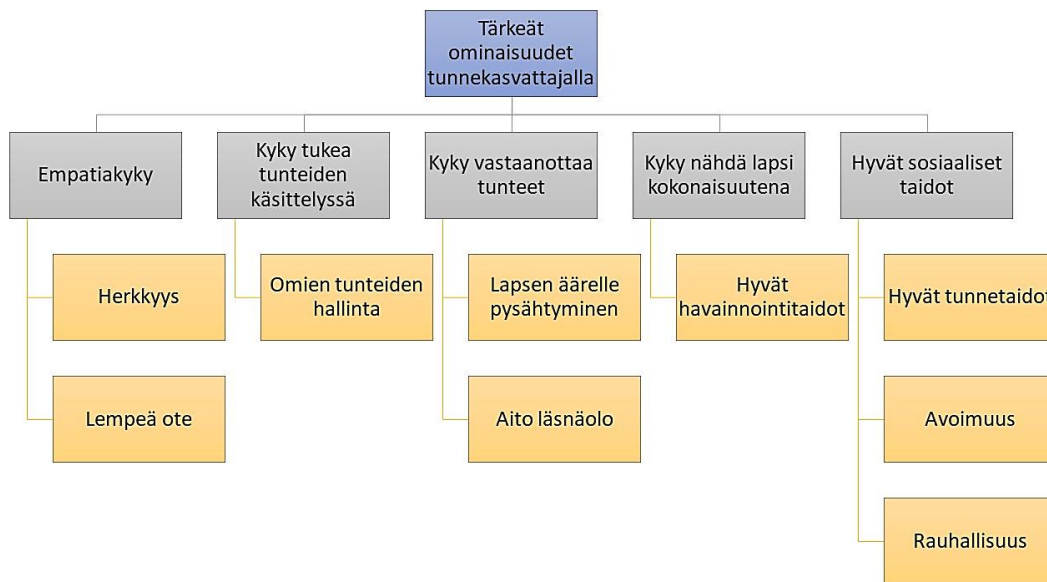 Tärkeät
ominaisuudet
tunnekasvattajalla
Empatiakyky
Kyky tukea
tunteiden
käsittelyssä
Kyky vastaanottaa
tunteet
Kyky nähdä lapsi
kokonaisuutena
Hyvät sosiaaliset
taidot
Herkkyys
Omien tunteiden
hallinta
Lapsen äärelle
pysähtyminen
Hyvät
havainnointitaidot
Hyvät tunnetaidot
Lempeä ote
Aito läsnäolo
Avoimuus
Rauhallisuus